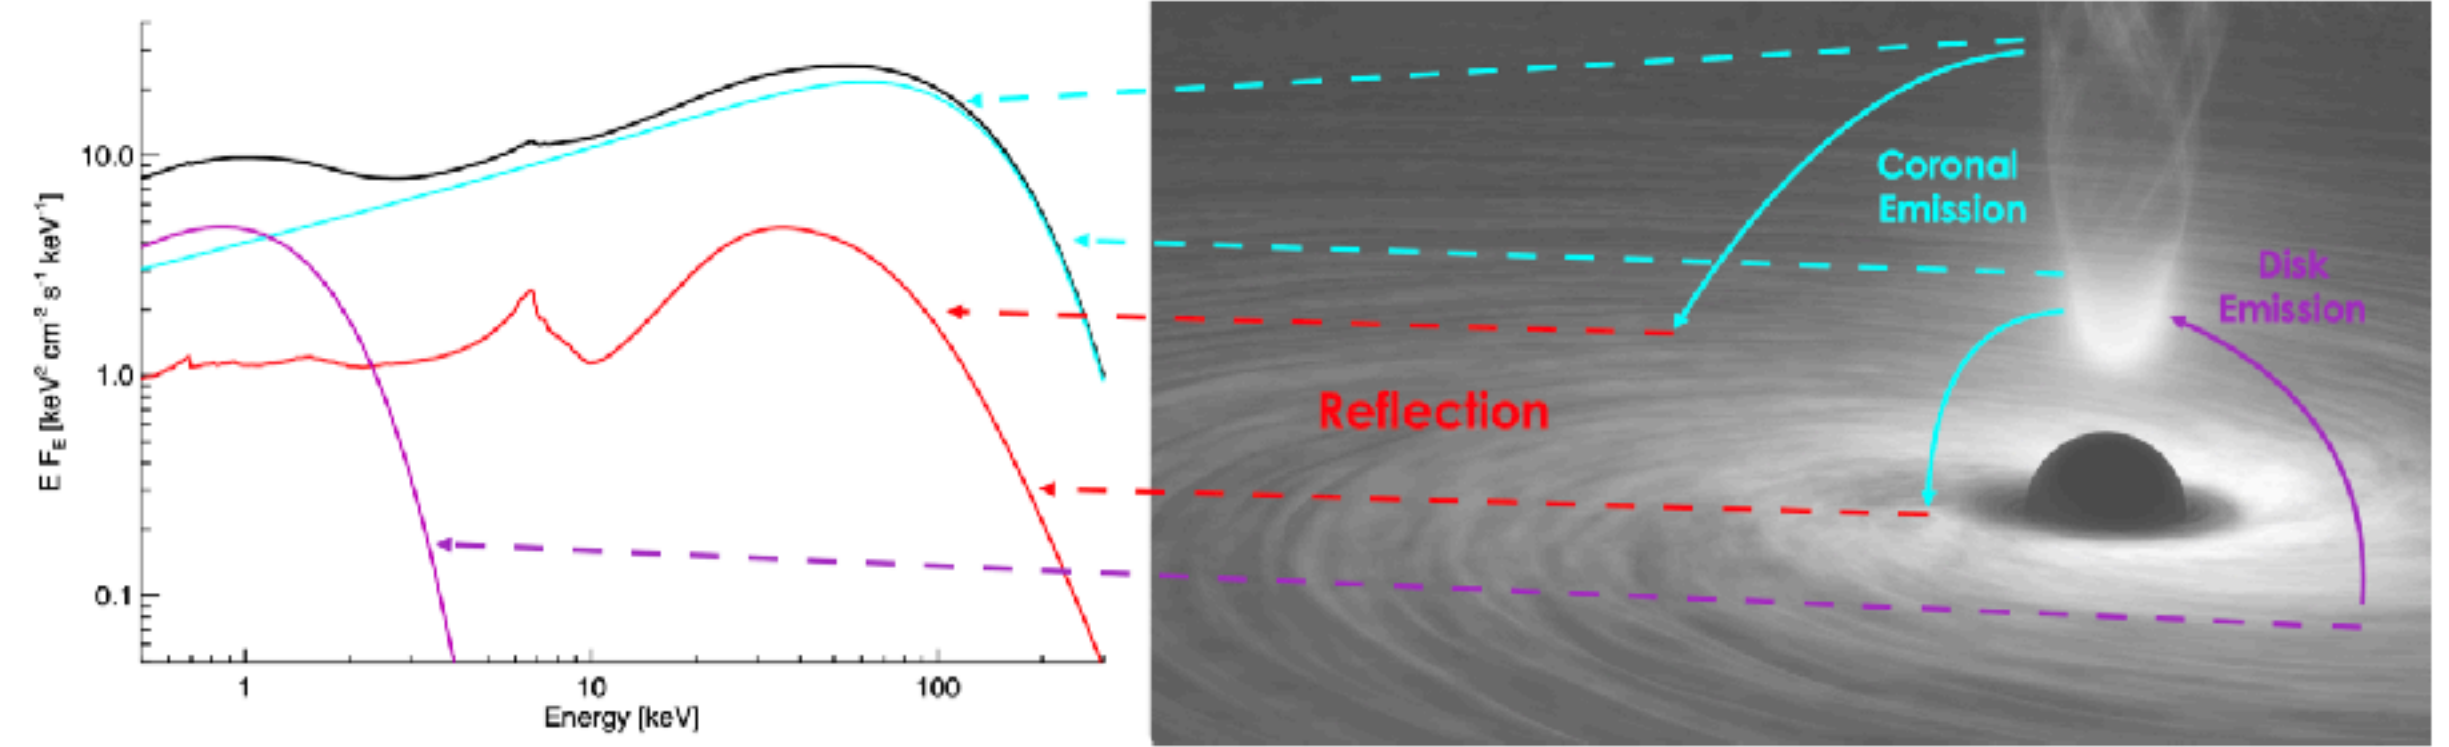 E F_E [keV² cm⁻² s⁻¹ keV⁻¹]
10.0
1.0
0.1
1
10
100
Energy [keV]
Coronal
Emission
Disk
Emission
Reflection